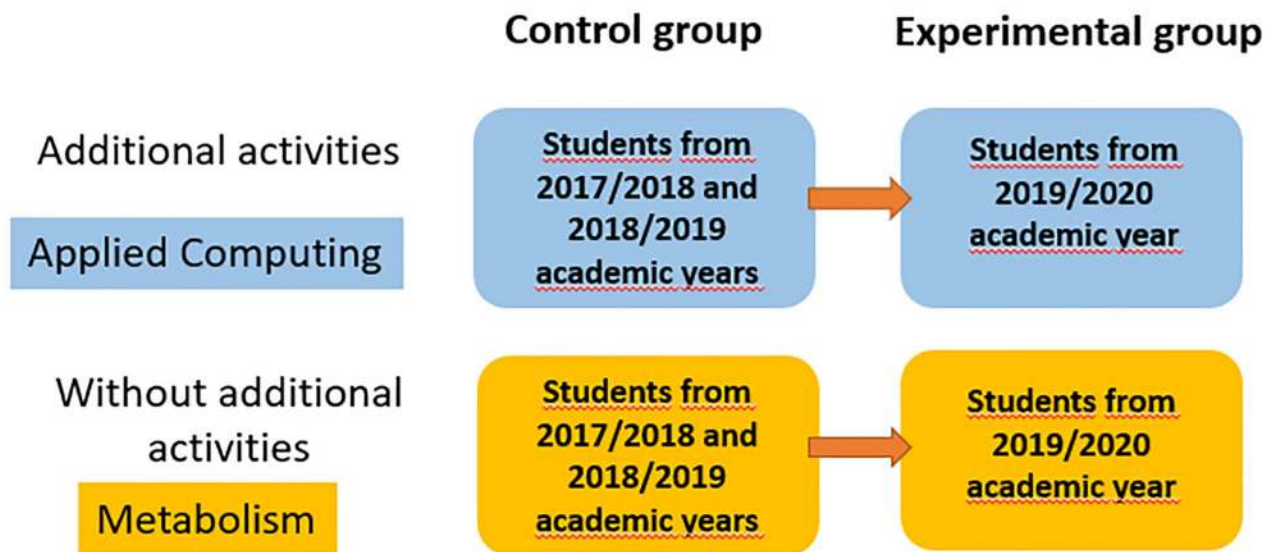 Control group
Experimental group
Additional activities
Applied Computing
Students from
2017/2018 and
2018/2019
academic years
Students from
2019/2020
academic year
Without additional
activities
Metabolism
Students from
2017/2018 and
2018/2019
academic years
Students from
2019/2020
academic year